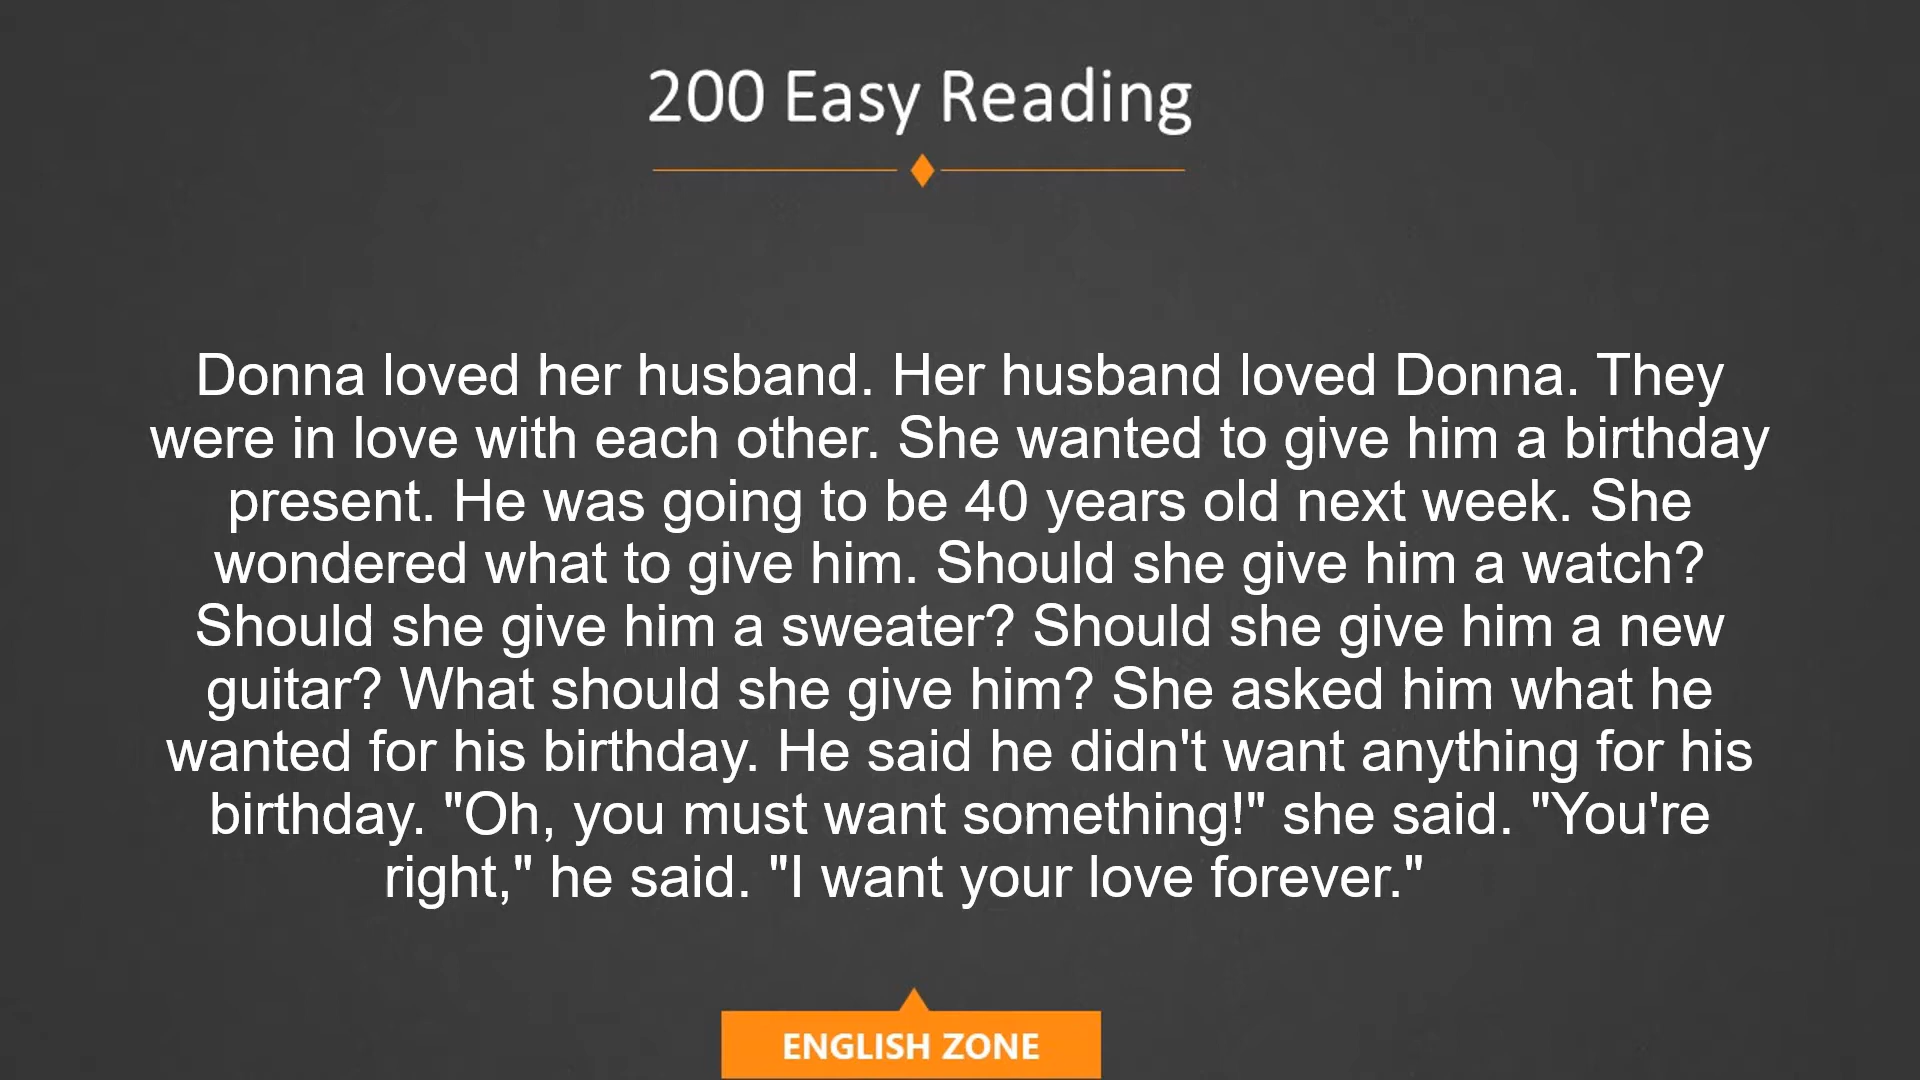 200 Easy Reading
Donna loved her husband. Her husband loved Donna. They
were in love with each other. She wanted to give him a birthday
present. He was going to be 40 years old next week. She
wondered what to give him. Should she give him a watch?
Should she give him a sweater? Should she give him a new
guitar? What should she give him? She asked him what he
wanted for his birthday. He said he didn't want anything for his
birthday. "Oh, you must want something!" she said. "You're
right," he said. "I want your love forever."
ENGLISH ZONE